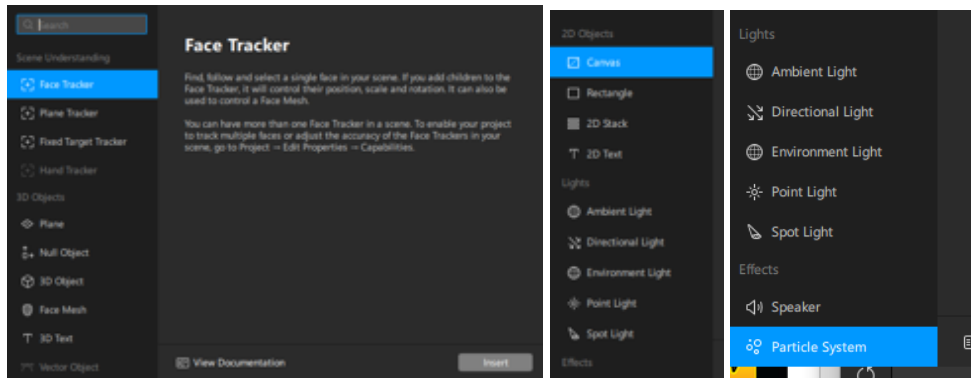 Search
Scene Understanding
Face Tracker
Plane Tracker
Fixed Target Tracker
Hand Tracker
3D Objects
Plane
Null Object
3D Object
Face Mesh
3D Text
Vector Object
Face Tracker
Find, follow and select a single face in your scene. If you add children to the
Face Tracker, it will control their position, scale and rotation. It can also be
used to control a Face Mesh.
You can have more than one Face Tracker in a scene. To enable your project
to track multiple faces or adjust the accuracy of the Face Trackers in your
scene, go to Project → Edit Properties → Capabilities.
View Documentation
Insert
2D Objects
Canvas
Rectangle
2D Stack
2D Text
Lights
Ambient Light
Directional Light
Environment Light
Point Light
Spot Light
Effects
Lights
Ambient Light
Directional Light
Environment Light
Point Light
Spot Light
Effects
Speaker
Particle System